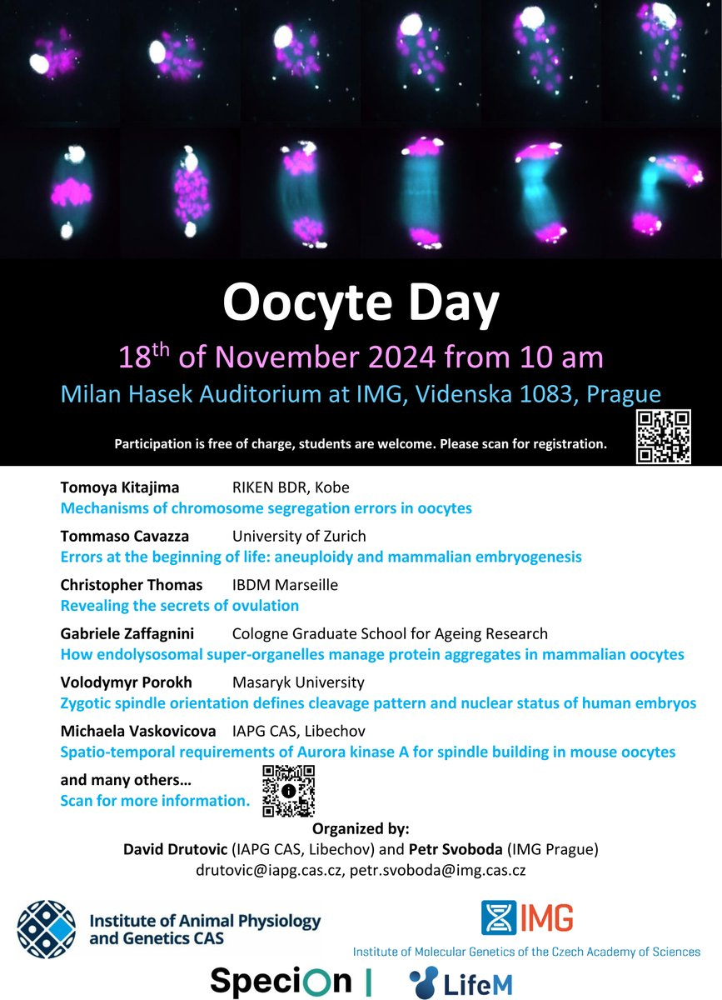 Oocyte Day
18th of November 2024 from 10 am
Milan Hasek Auditorium at IMG, Videnska 1083, Prague
Participation is free of charge, students are welcome. Please scan for registration.
Tomoya Kitajima RIKEN BDR, Kobe
Mechanisms of chromosome segregation errors in oocytes
Tommaso Cavazza University of Zurich
Errors at the beginning of life: aneuploidy and mammalian embryogenesis
Christopher Thomas IBDM Marseille
Revealing the secrets of ovulation
Gabriele Zaffagnini Cologne Graduate School for Ageing Research
How endolysosomal super-organelles manage protein aggregates in mammalian oocytes
Volodymyr Porokh Masaryk University
Zygotic spindle orientation defines cleavage pattern and nuclear status of human embryos
Michaela Vaskovicova IAPG CAS, Libechov
Spatio-temporal requirements of Aurora kinase A for spindle building in mouse oocytes
and many others…
Scan for more information.
Organized by:
David Drutovic (IAPG CAS, Libechov) and Petr Svoboda (IMG Prague)
drutovic@iapg.cas.cz, petr.svoboda@img.cas.cz
Institute of Animal Physiology
and Genetics CAS
IMG
Institute of Molecular Genetics of the Czech Academy of Sciences
SpeciOn
LifeM